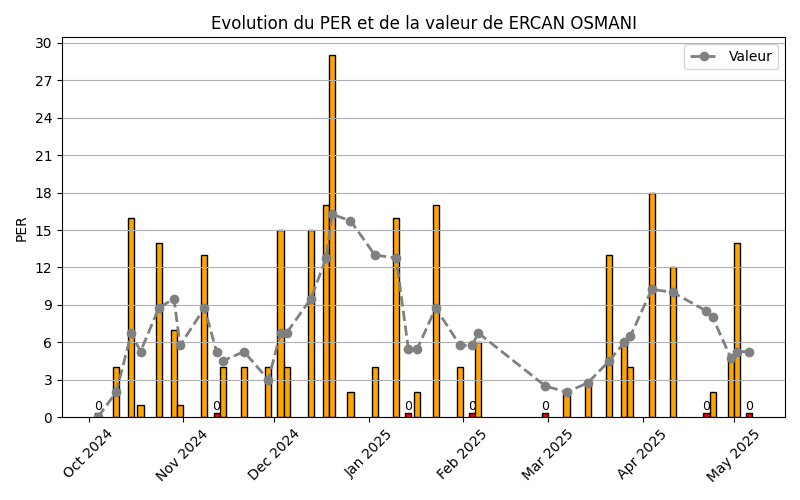 Evolution du PER et de la valeur de ERCAN OSMANI
Valeur
PER
30
27
24
21
18
15
12
9
6
3
0
0 0 0 0 0 0 0
Oct 2024 Nov 2024 Dec 2024 Jan 2025 Feb 2025 Mar 2025 Apr 2025 May 2025